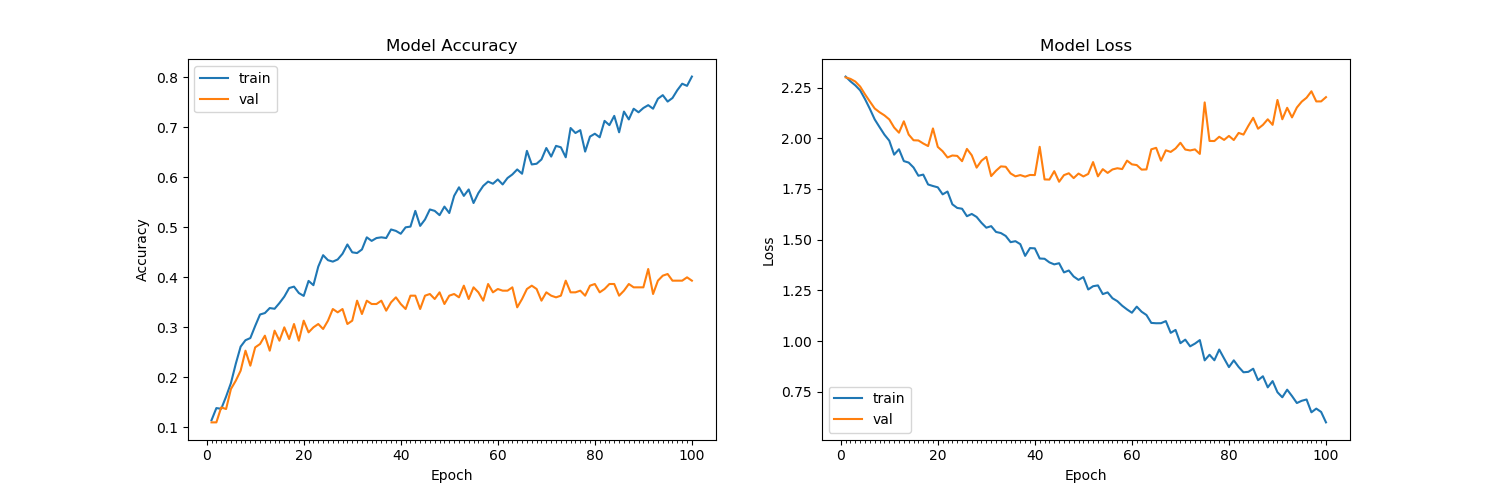 Model Accuracy
train
val
0.8
0.7
0.6
0.5
0.4
0.3
0.2
0.1
Accuracy
0 20 40 60 80 100
Epoch
Model Loss
2.25
2.00
1.75
1.50
1.25
1.00
0.75
Loss
train
val
0 20 40 60 80 100
Epoch